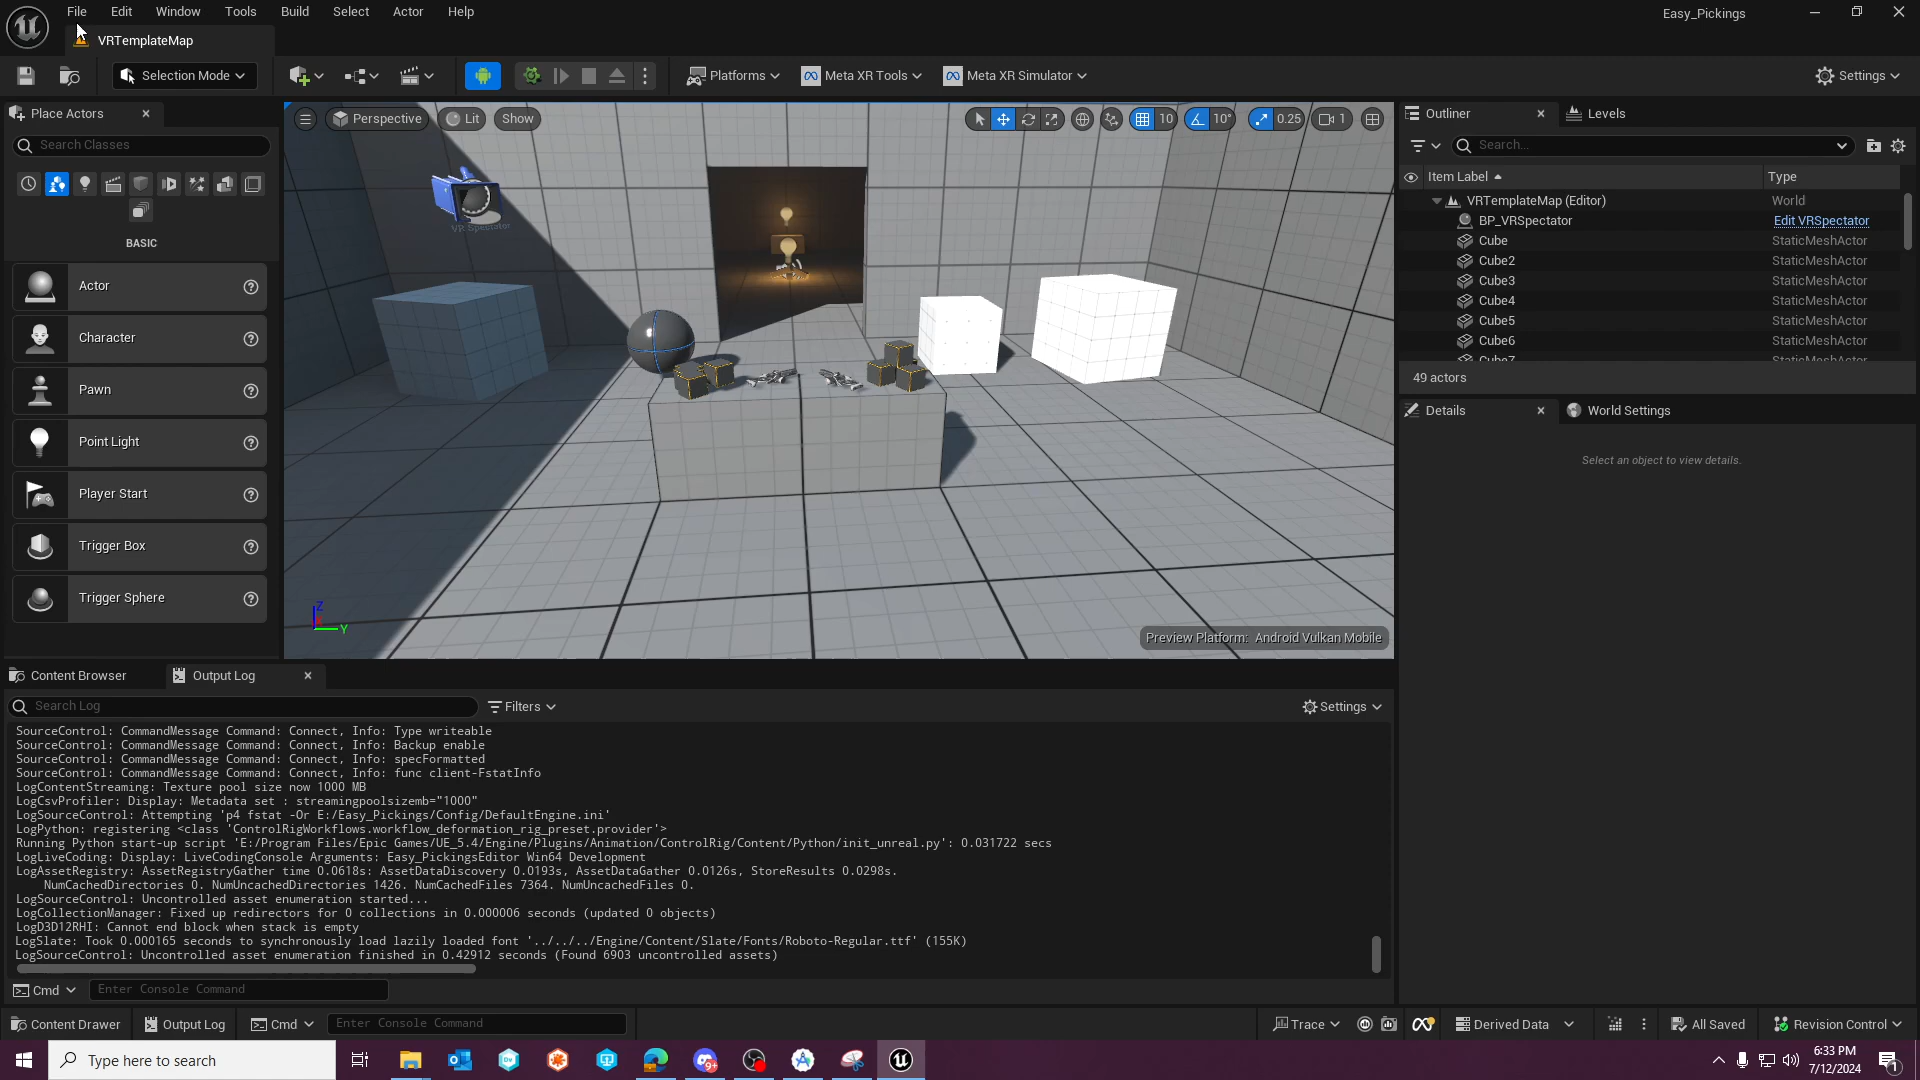 File Edit Window Tools Build Select Actor Help
Easy_Pickings
VRTemplateMap
Selection Mode
Platforms
Meta XR Tools
Meta XR Simulator
Settings
Place Actors
Search Classes
BASIC
Actor
Character
Pawn
Point Light
Player Start
Trigger Box
Trigger Sphere
Perspective
Lit
Show
10
10°
0.25
1
VR Spectator
Z
Y
Preview Platform: Android Vulkan Mobile
Outliner
Levels
Search...
Item Label Type
VRTemplateMap (Editor) World
BP_VRSpectator Edit VRSpectator
Cube StaticMeshActor
Cube2 StaticMeshActor
Cube3 StaticMeshActor
Cube4 StaticMeshActor
Cube5 StaticMeshActor
Cube6 StaticMeshActor
Cube7 StaticMeshActor
49 actors
Details
World Settings
Select an object to view details.
Content Browser
Output Log
Search Log
Filters
Settings
SourceControl: CommandMessage Command: Connect, Info: Type writeable
SourceControl: CommandMessage Command: Connect, Info: Backup enable
SourceControl: CommandMessage Command: Connect, Info: specFormatted
SourceControl: CommandMessage Command: Connect, Info: func client-FstatInfo
LogContentStreaming: Texture pool size now 1000 MB
LogCsvProfiler: Display: Metadata set : streamingpoolsizemb="1000"
LogSourceControl: Attempting 'p4 fstat -Or E:/Easy_Pickings/Config/DefaultEngine.ini'
LogPython: registering <class 'ControlRigWorkflows.workflow_deformation_rig_preset.provider'>
Running Python start-up script 'E:/Program Files/Epic Games/UE_5.4/Engine/Plugins/Animation/ControlRig/Content/Python/init_unreal.py': 0.031722 secs
LogLiveCoding: Display: LiveCodingConsole Arguments: Easy_PickingsEditor Win64 Development
LogAssetRegistry: AssetRegistryGather time 0.0618s: AssetDataDiscovery 0.0193s, AssetDataGather 0.0126s, StoreResults 0.0298s.
NumCachedDirectories 0. NumUncachedDirectories 1426. NumCachedFiles 7364. NumUncachedFiles 0.
LogSourceControl: Uncontrolled asset enumeration started...
LogCollectionManager: Fixed up redirectors for 0 collections in 0.000006 seconds (updated 0 objects)
LogD3D12RHI: Cannot end block when stack is empty
LogSlate: Took 0.000165 seconds to synchronously load lazily loaded font '../../../Engine/Content/Slate/Fonts/Roboto-Regular.ttf' (155K)
LogSourceControl: Uncontrolled asset enumeration finished in 0.42912 seconds (Found 6903 uncontrolled assets)
Cmd
Enter Console Command
Content Drawer
Output Log
Cmd
Enter Console Command
Trace
Derived Data
All Saved
Revision Control
Type here to search
Dv
9+
6:33 PM
7/12/2024
1